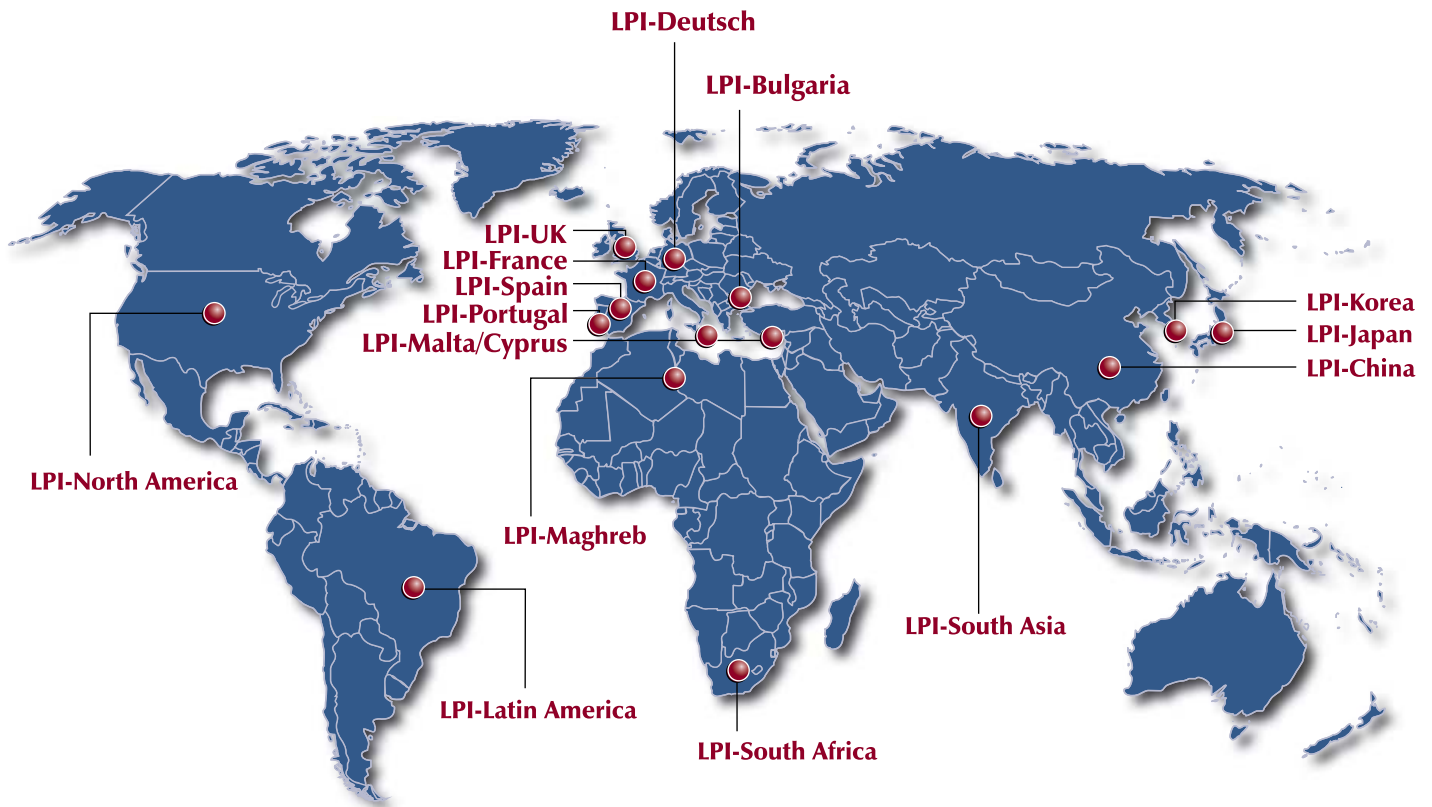 LPI-Deutsch
LPI-Bulgaria
LPI-UK
LPI-France
LPI-Spain
LPI-Portugal
LPI-Malta/Cyprus
LPI-Korea
LPI-Japan
LPI-China
LPI-North America
LPI-Maghreb
LPI-South Asia
LPI-Latin America
LPI-South Africa